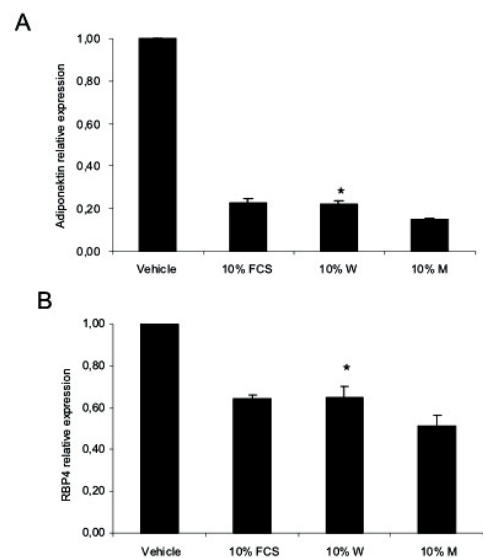 A
Adiponektin relative expression
1,00
0,80
0,60
0,40
0,20
0,00
*
Vehicle 10% FCS 10% W 10% M
B
RBP4 relative expression
1,00
0,80
0,60
0,40
0,20
0,00
*
Vehicle 10% FCS 10% W 10% M